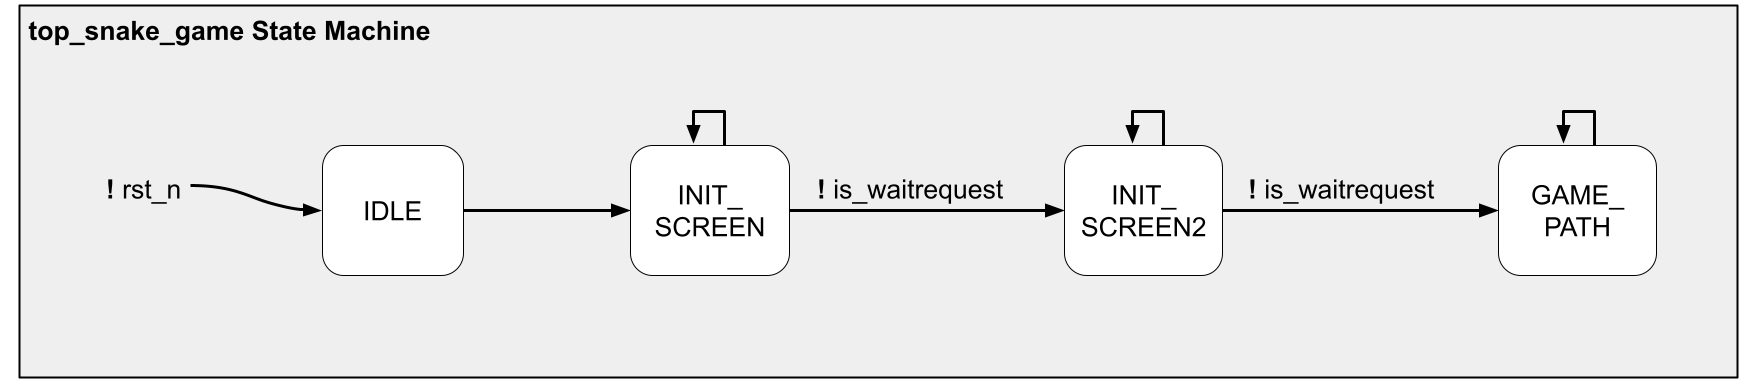 top_snake_game State Machine
! rst_n
IDLE
INIT_
SCREEN
! is_waitrequest
INIT_
SCREEN2
! is_waitrequest
GAME_
PATH